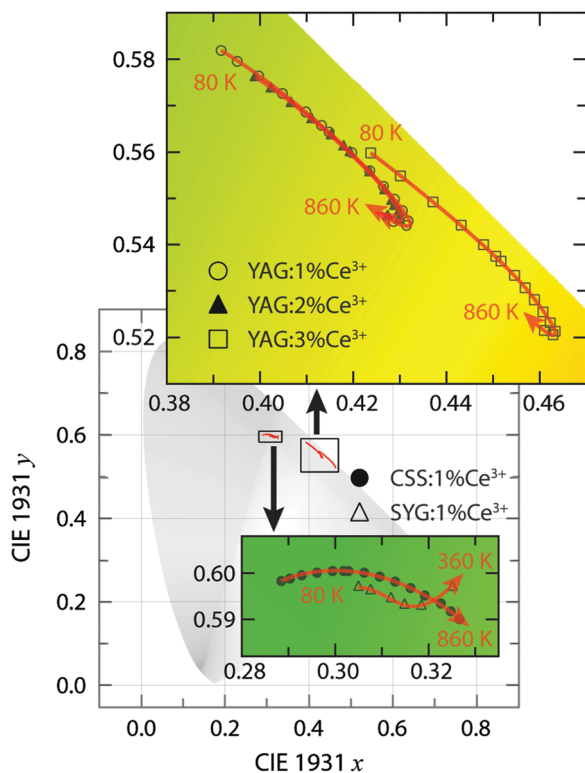 0.58
80 K
0.56
80 K
860 K
0.54
YAG:1%Ce³⁺
YAG:2%Ce³⁺
860 K
YAG:3%Ce³⁺
0.52
0.38 0.40 0.42 0.44 0.46
0.8
0.6
CSS:1%Ce³⁺
SYG:1%Ce³⁺
0.4
0.60
360 K
80 K
0.59
860 K
0.2
0.28 0.30 0.32
0.0
0.0 0.2 0.4 0.6 0.8
CIE 1931 y
CIE 1931 x